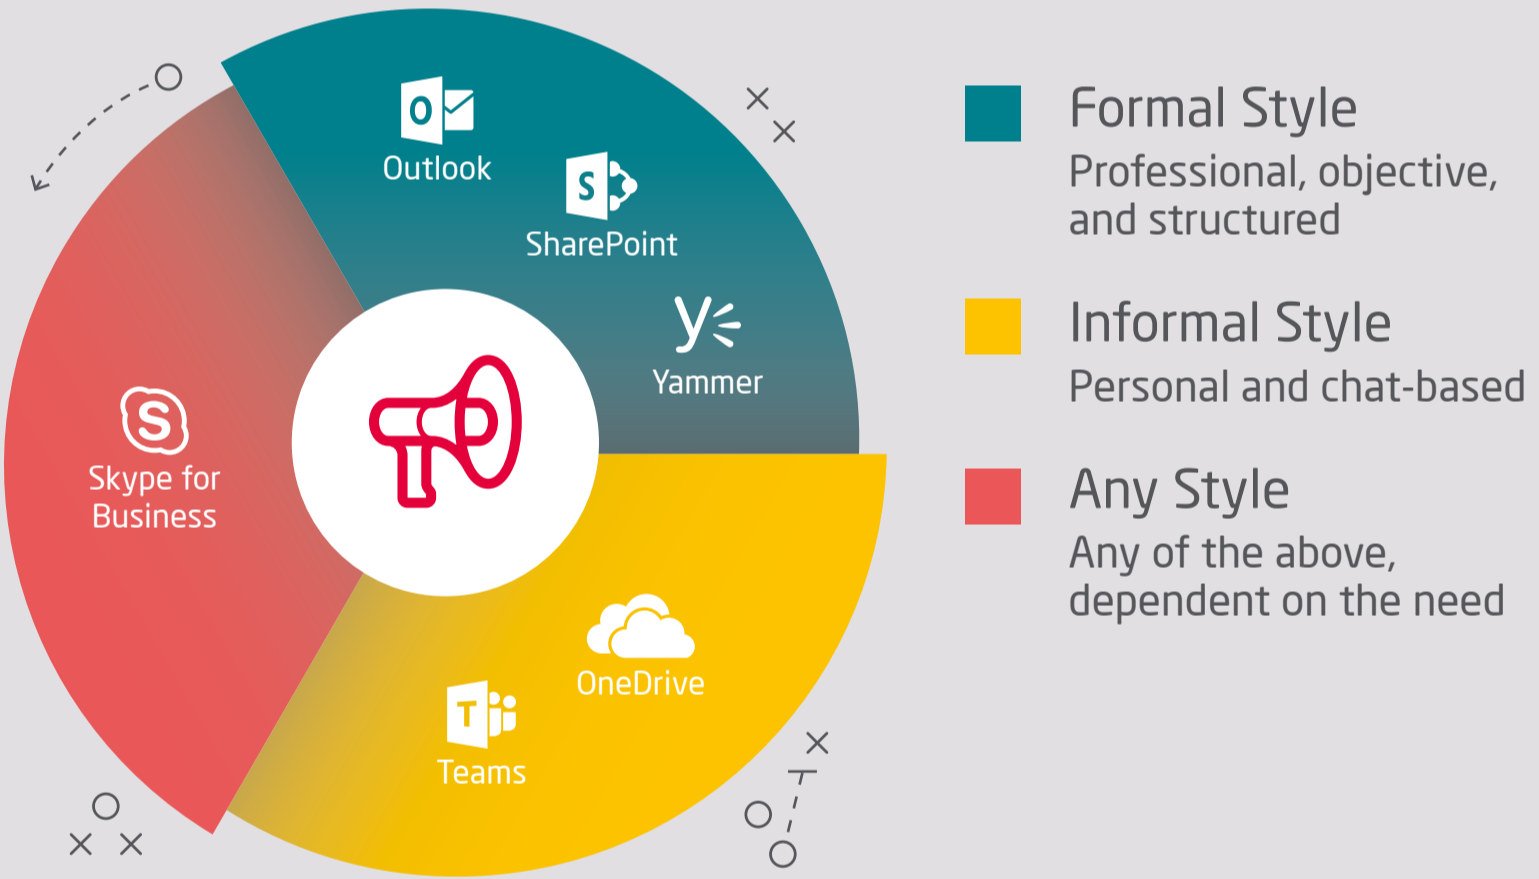 Outlook
SharePoint
Yammer
Skype for
Business
OneDrive
Teams
Formal Style
Professional, objective,
and structured
Informal Style
Personal and chat-based
Any Style
Any of the above,
dependent on the need